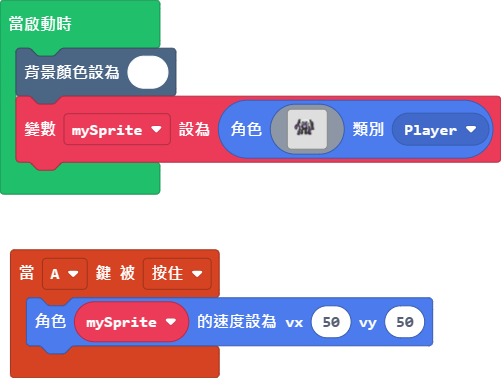 當啟動時
背景顏色設為
變數 mySprite 設為 角色 類別 Player
當 A 鍵 被 按住
角色 mySprite 的速度設為 vx 50 vy 50